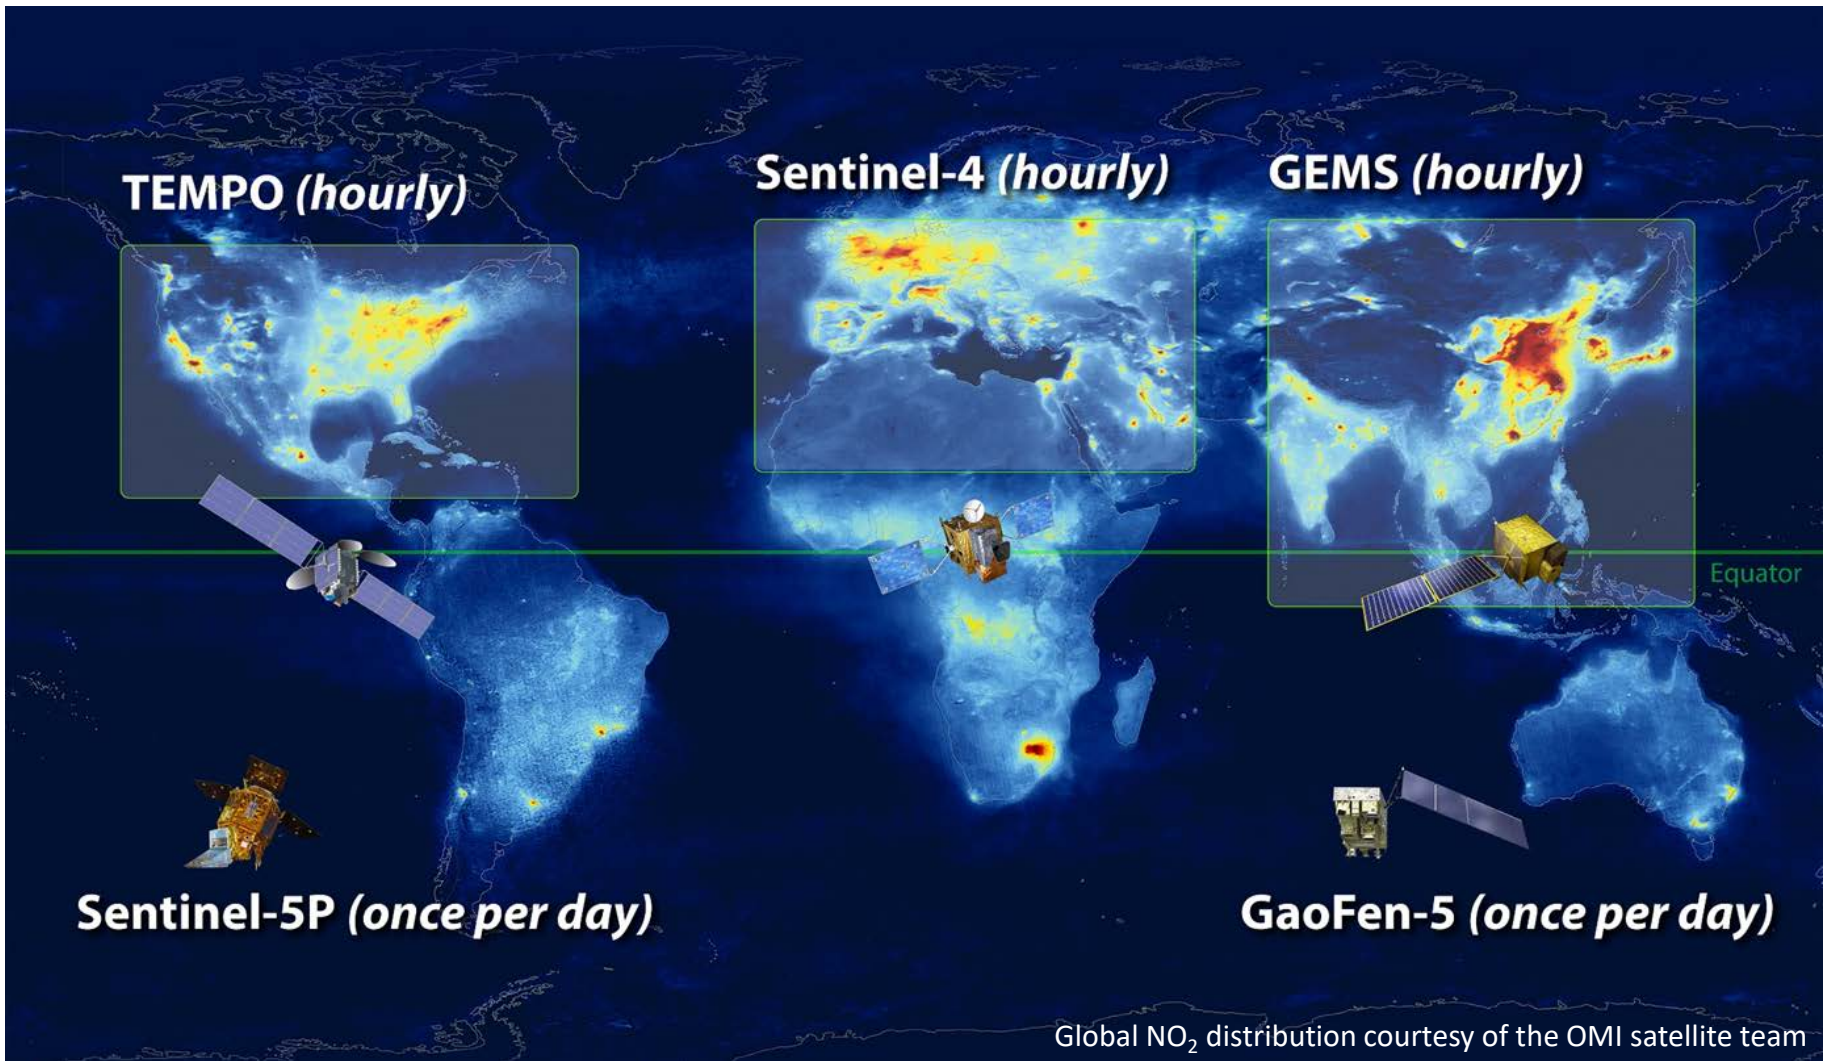 TEMPO (hourly)
Sentinel-4 (hourly)
GEMS (hourly)
Equator
Sentinel-5P (once per day)
GaoFen-5 (once per day)
Global NO₂ distribution courtesy of the OMI satellite team